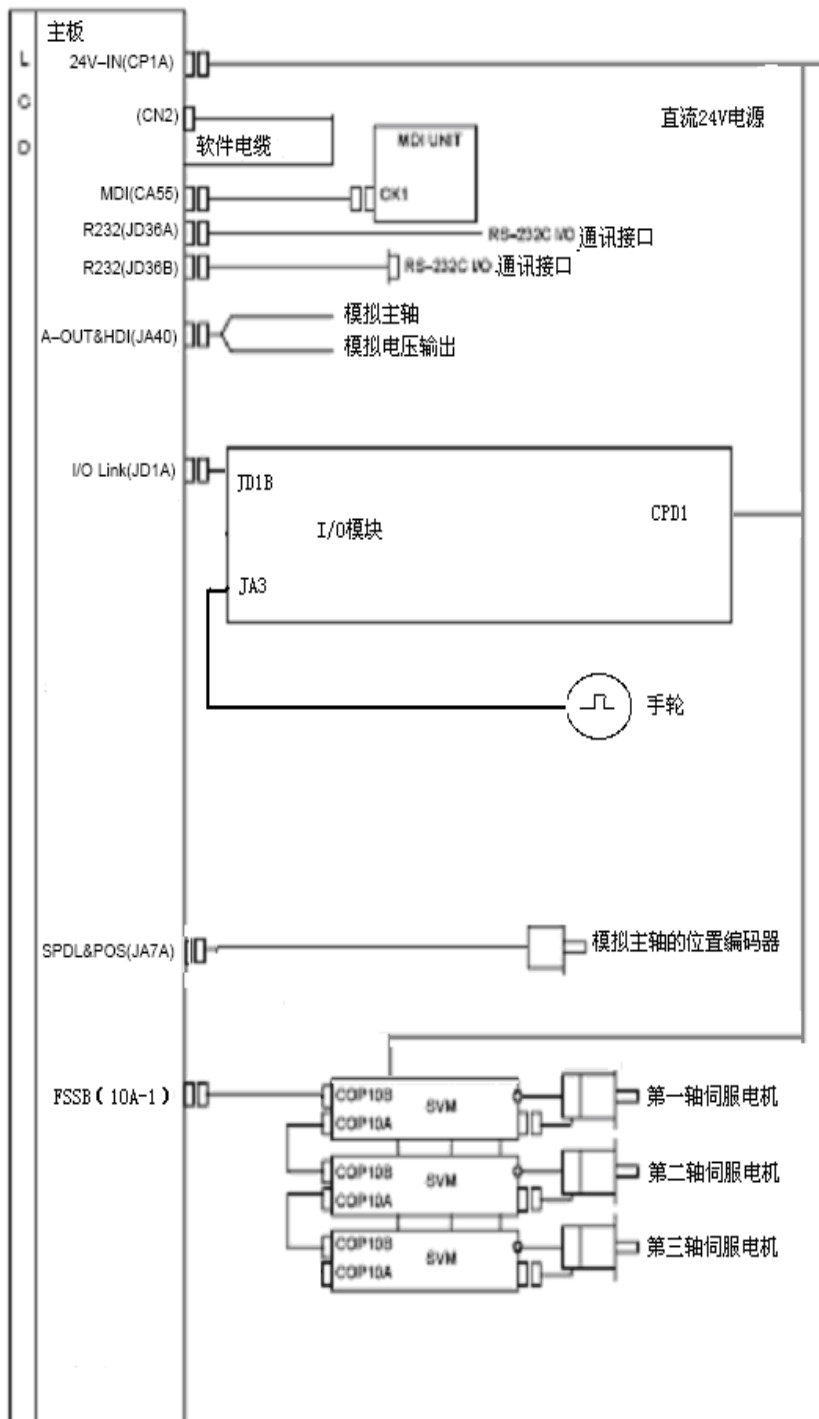 主板
L
C
D
24V-IN(CP1A)
(CN2)
直流24V电源
软件电缆
MDI UNIT
MDI(CA55)
CK1
R232(JD36A)
RS-232C I/O 通讯接口
R232(JD36B)
RS-232C I/O 通讯接口
模拟主轴
A-OUT&HDI(JA40)
模拟电压输出
I/O Link(JD1A)
JD1B
I/O模块
CPD1
JA3
手轮
SPDL&POS(JA7A)
模拟主轴的位置编码器
FSSB（10A-1）
COP10B
SVM
COP10A
第一轴伺服电机
COP10B
SVM
COP10A
第二轴伺服电机
COP10B
SVM
COP10A
第三轴伺服电机